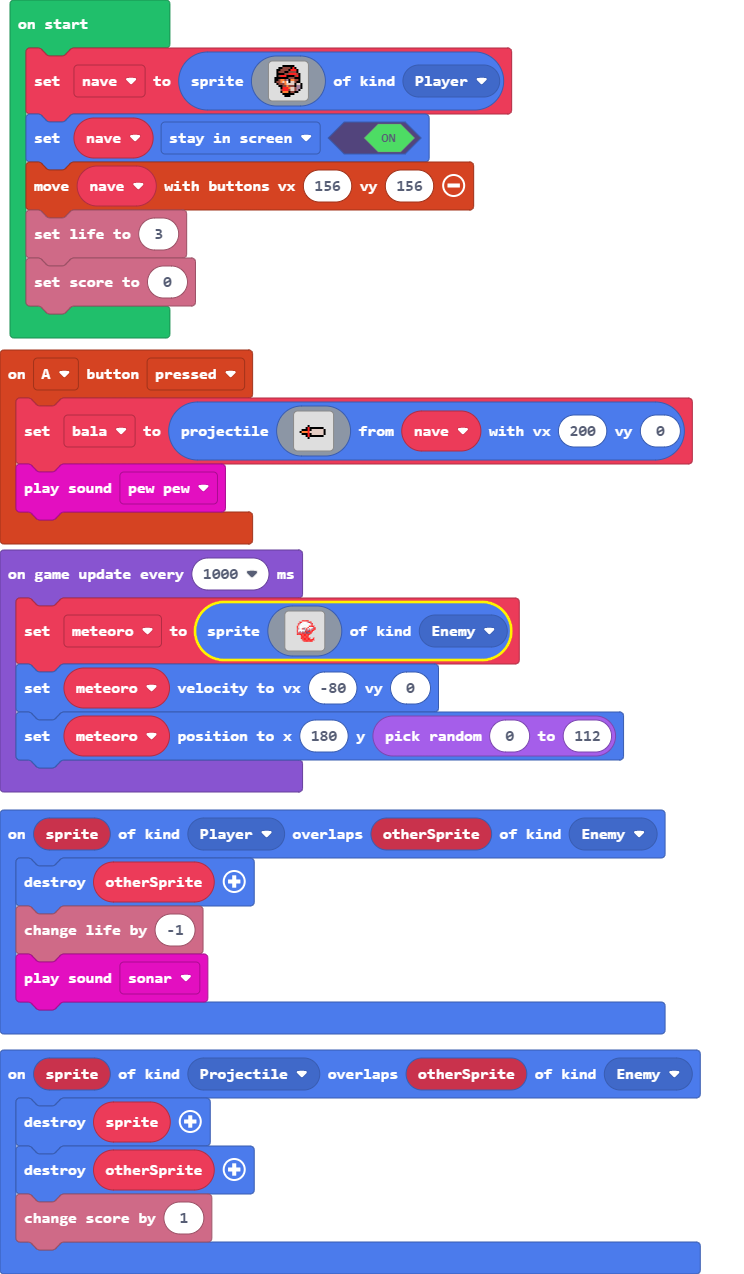 on start
set nave to sprite of kind Player
set nave stay in screen ON
move nave with buttons vx 156 vy 156
set life to 3
set score to 0
on A button pressed
set bala to projectile from nave with vx 200 vy 0
play sound pew pew
on game update every 1000 ms
set meteoro to sprite of kind Enemy
set meteoro velocity to vx -80 vy 0
set meteoro position to x 180 y pick random 0 to 112
on sprite of kind Player overlaps otherSprite of kind Enemy
destroy otherSprite
change life by -1
play sound sonar
on sprite of kind Projectile overlaps otherSprite of kind Enemy
destroy sprite
destroy otherSprite
change score by 1